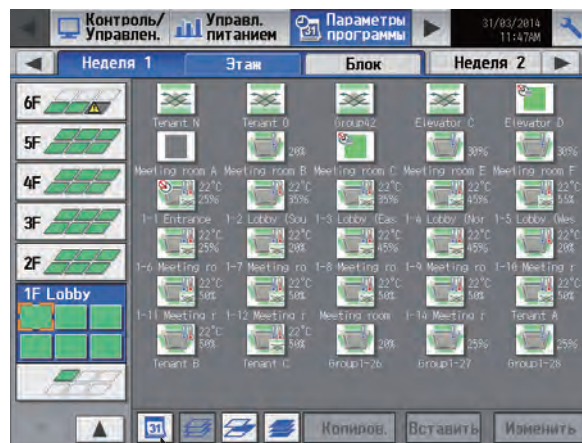 Контроль/ Управл. Параметры 31/03/2014
Управлен. питанием программы 11:47AM
Неделя 1 Этаж Блок Неделя 2
6F
Tenant N Tenant O Group42 Elevator C Elevator D
5F 20% 30% 30%
Meeting room A Meeting room B Meeting room C Meeting room E Meeting room F
4F 22°C 22°C 22°C 22°C 22°C
25% 35% 35% 45% 55%
1-1 Entrance 1-2 Lobby (Sou 1-3 Lobby (Eas 1-4 Lobby (Nor 1-5 Lobby (Wes
3F 22°C 22°C 22°C 22°C 22°C
25% 20% 45% 45% 20%
2F 1-6 Meeting ro 1-7 Meeting ro 1-8 Meeting ro 1-9 Meeting ro 1-10 Meeting r
22°C 22°C 22°C 22°C 22°C
50% 50% 50% 50% 50%
1F Lobby 1-11 Meeting r 1-12 Meeting r Meeting room 1-14 Meeting r Tenant A
22°C 22°C
50% 50% 20% 25% 25%
Tenant B Tenant C Group1-26 Group1-27 Group1-28
31 Копиров. Вставить Изменить